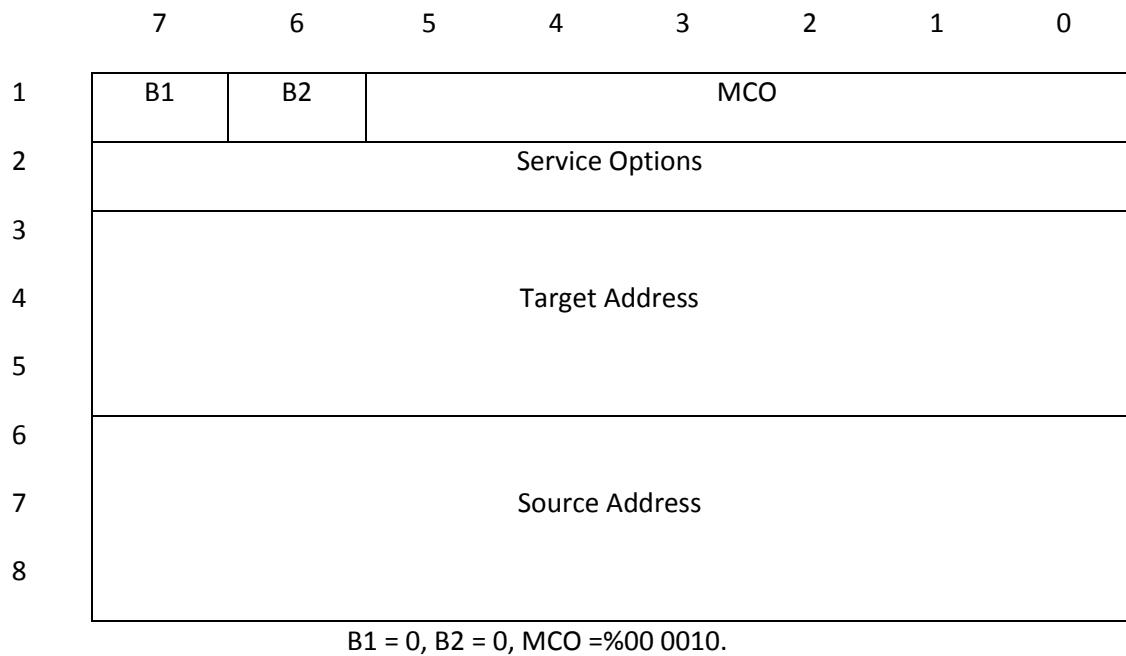 7 6 5 4 3 2 1 0
1 B1 B2 MCO
2 Service Options
3
4 Target Address
5
6
7 Source Address
8
B1 = 0, B2 = 0, MCO =%00 0010.